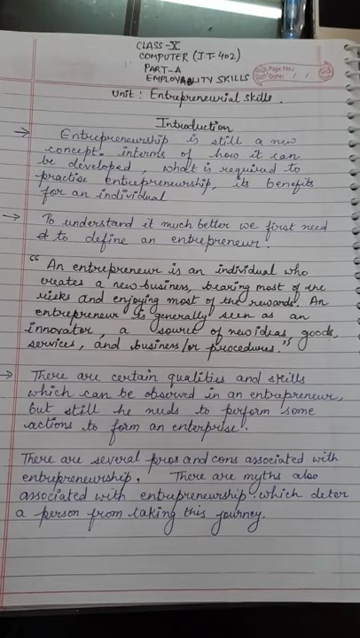 CLASS-X
COMPUTER (IT-402)
PART-A
EMPLOYABILITY SKILLS
Page No.:
Date: / /
Unit: Entrepreneurial Skills.
Introduction
→ Entrepreneurship is still a new
concept. interms of how it can
be developed, what is required to
practise entrepreneurship, its benefits
for an individual
→ To understand it much better we first need
to define an entrepreneur.
"An entrepreneur is an individual who
creates a new business, bearing most of the
risks and enjoying most of the rewards. An
entrepreneur is generally seen as an
innovator, a source of new ideas, goods,
services, and business/or procedures."
→ There are certain qualities and skills
which can be observed in an entrepreneur,
but still he needs to perform some
actions to form an enterprise.
There are several pros and cons associated with
entrepreneurship. There are myths also
associated with entrepreneurship which deter
a person from taking this journey.